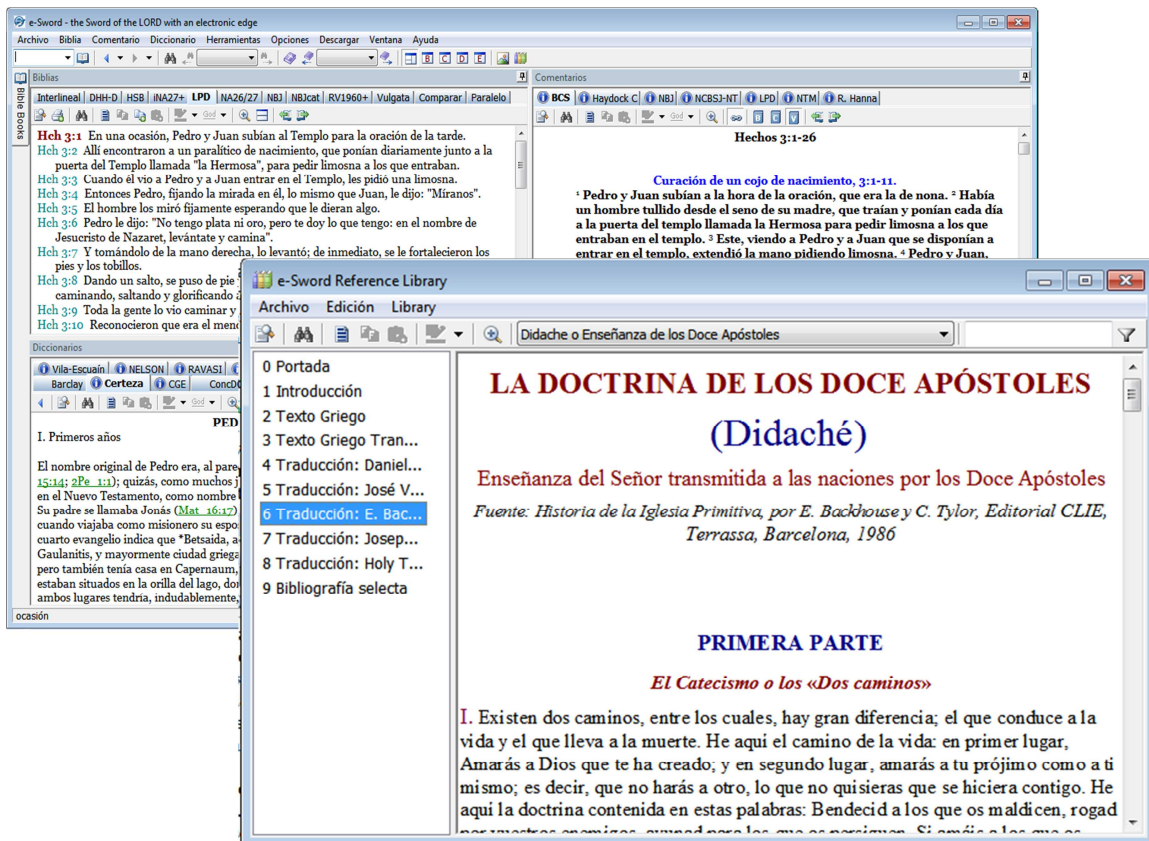 e-Sword - the Sword of the LORD with an electronic edge
Archivo Biblia Comentario Diccionario Herramientas Opciones Descargar Ventana Ayuda
B C D E
Bible Books
Biblias
Interlineal DHH-D HSB iNA27+ LPD NA26/27 NBJ NBJcat RV1960+ Vulgata Comparar Paralelo
God
Hch 3:1 En una ocasión, Pedro y Juan subían al Templo para la oración de la tarde.
Hch 3:2 Allí encontraron a un paralítico de nacimiento, que ponían diariamente junto a la
puerta del Templo llamada "la Hermosa", para pedir limosna a los que entraban.
Hch 3:3 Cuando él vio a Pedro y a Juan entrar en el Templo, les pidió una limosna.
Hch 3:4 Entonces Pedro, fijando la mirada en él, lo mismo que Juan, le dijo: "Míranos".
Hch 3:5 El hombre los miró fijamente esperando que le dieran algo.
Hch 3:6 Pedro le dijo: "No tengo plata ni oro, pero te doy lo que tengo: en el nombre de
Jesucristo de Nazaret, levántate y camina".
Hch 3:7 Y tomándolo de la mano derecha, lo levantó; de inmediato, se le fortalecieron los
pies y los tobillos.
Hch 3:8 Dando un salto, se puso de pie
caminando, saltando y glorificando
Hch 3:9 Toda la gente lo vio caminar y
Hch 3:10 Reconocieron que era el
Comentarios
BCS Haydock C NBJ NCBSJ-NT LPD NTM R. Hanna
God B C V
Hechos 3:1-26
Curación de un cojo de nacimiento, 3:1-11.
1 Pedro y Juan subían a la hora de la oración, que era la de nona. 2 Había
un hombre tullido desde el seno de su madre, que traían y ponían cada día
a la puerta del templo llamada la Hermosa para pedir limosna a los que
entraban en el templo. 3 Este, viendo a Pedro y a Juan que se disponían a
entrar en el templo, extendió la mano pidiendo limosna. 4 Pedro y Juan,
Diccionarios
Vila-Escuaín NELSON RAVASI
Barclay Certeza CGE
God
PED
I. Primeros años
El nombre original de Pedro era, al
15:14; 2Pe_1:1); quizás, como muchos
en el Nuevo Testamento, como nombre
Su padre se llamaba Jonás (Mat_16:17)
cuando viajaba como misionero su
cuarto evangelio indica que *Betsaida,
Gaulanitis, y mayormente ciudad
pero también tenía casa en Capernaum,
estaban situados en la orilla del lago,
ambos lugares tendría, indudablemente,
ocasión
e-Sword Reference Library
Archivo Edición Library
Didache o Enseñanza de los Doce Apóstoles
0 Portada
1 Introducción
2 Texto Griego
3 Texto Griego Tran...
4 Traducción: Daniel...
5 Traducción: José V...
6 Traducción: E. Bac...
7 Traducción: Josep...
8 Traducción: Holy T...
9 Bibliografía selecta
LA DOCTRINA DE LOS DOCE APÓSTOLES
(Didaché)
Enseñanza del Señor transmitida a las naciones por los Doce Apóstoles
Fuente: Historia de la Iglesia Primitiva, por E. Backhouse y C. Tylor, Editorial CLIE,
Terrassa, Barcelona, 1986
PRIMERA PARTE
El Catecismo o los «Dos caminos»
I. Existen dos caminos, entre los cuales, hay gran diferencia; el que conduce a la
vida y el que lleva a la muerte. He aqui el camino de la vida: en primer lugar,
Amarás a Dios que te ha creado; y en segundo lugar, amarás a tu prójimo como a ti
mismo; es decir, que no harás a otro, lo que no quisieras que se hiciera contigo. He
aquí la doctrina contenida en estas palabras: Bendecid a los que os maldicen, rogad
por vuestros enemigos, ayunad para los que os persiguen. Si amáis a los que os